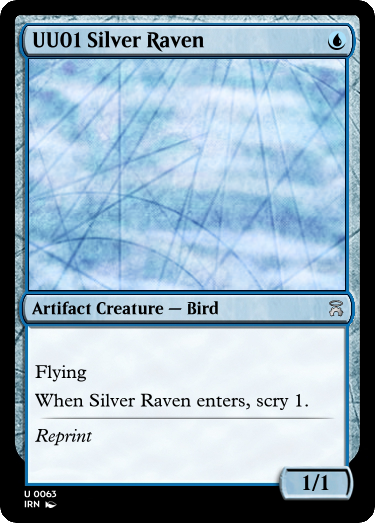 UU01 Silver Raven
Artifact Creature — Bird
Flying
When Silver Raven enters, scry 1.
Reprint
1/1
U 0063
IRN